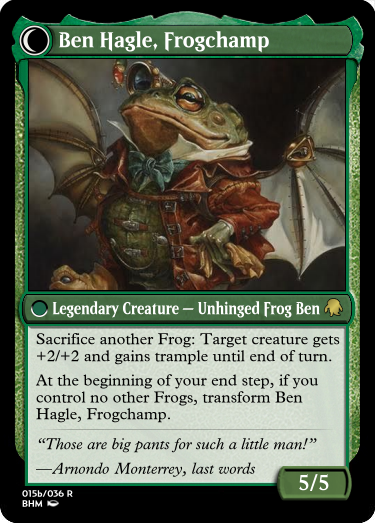 Ben Hagle, Frogchamp
Legendary Creature — Unhinged Frog Ben
Sacrifice another Frog: Target creature gets
+2/+2 and gains trample until end of turn.
At the beginning of your end step, if you
control no other Frogs, transform Ben
Hagle, Frogchamp.
“Those are big pants for such a little man!”
—Arnondo Monterrey, last words
5/5
015b/036 R
BHM